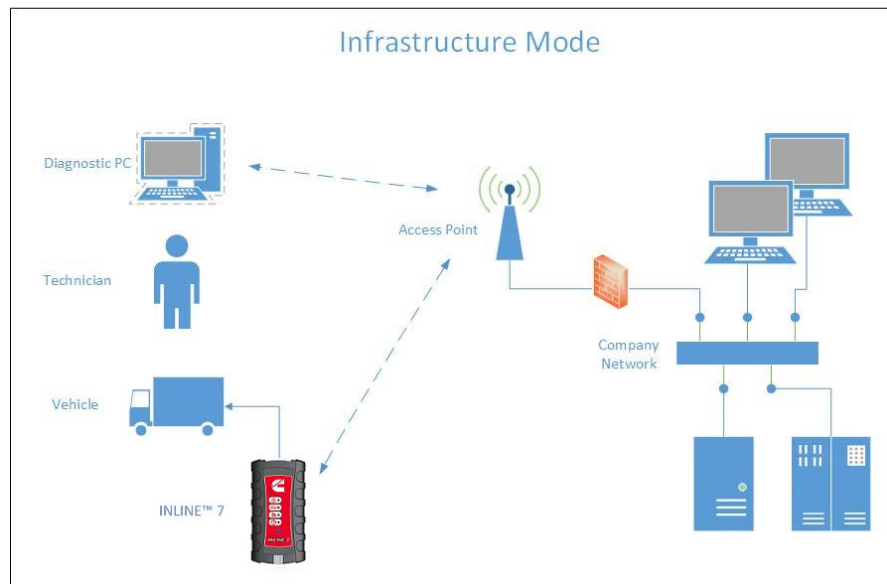 Infrastructure Mode
Diagnostic PC
Access Point
Technician
Company
Network
Vehicle
INLINE™ 7